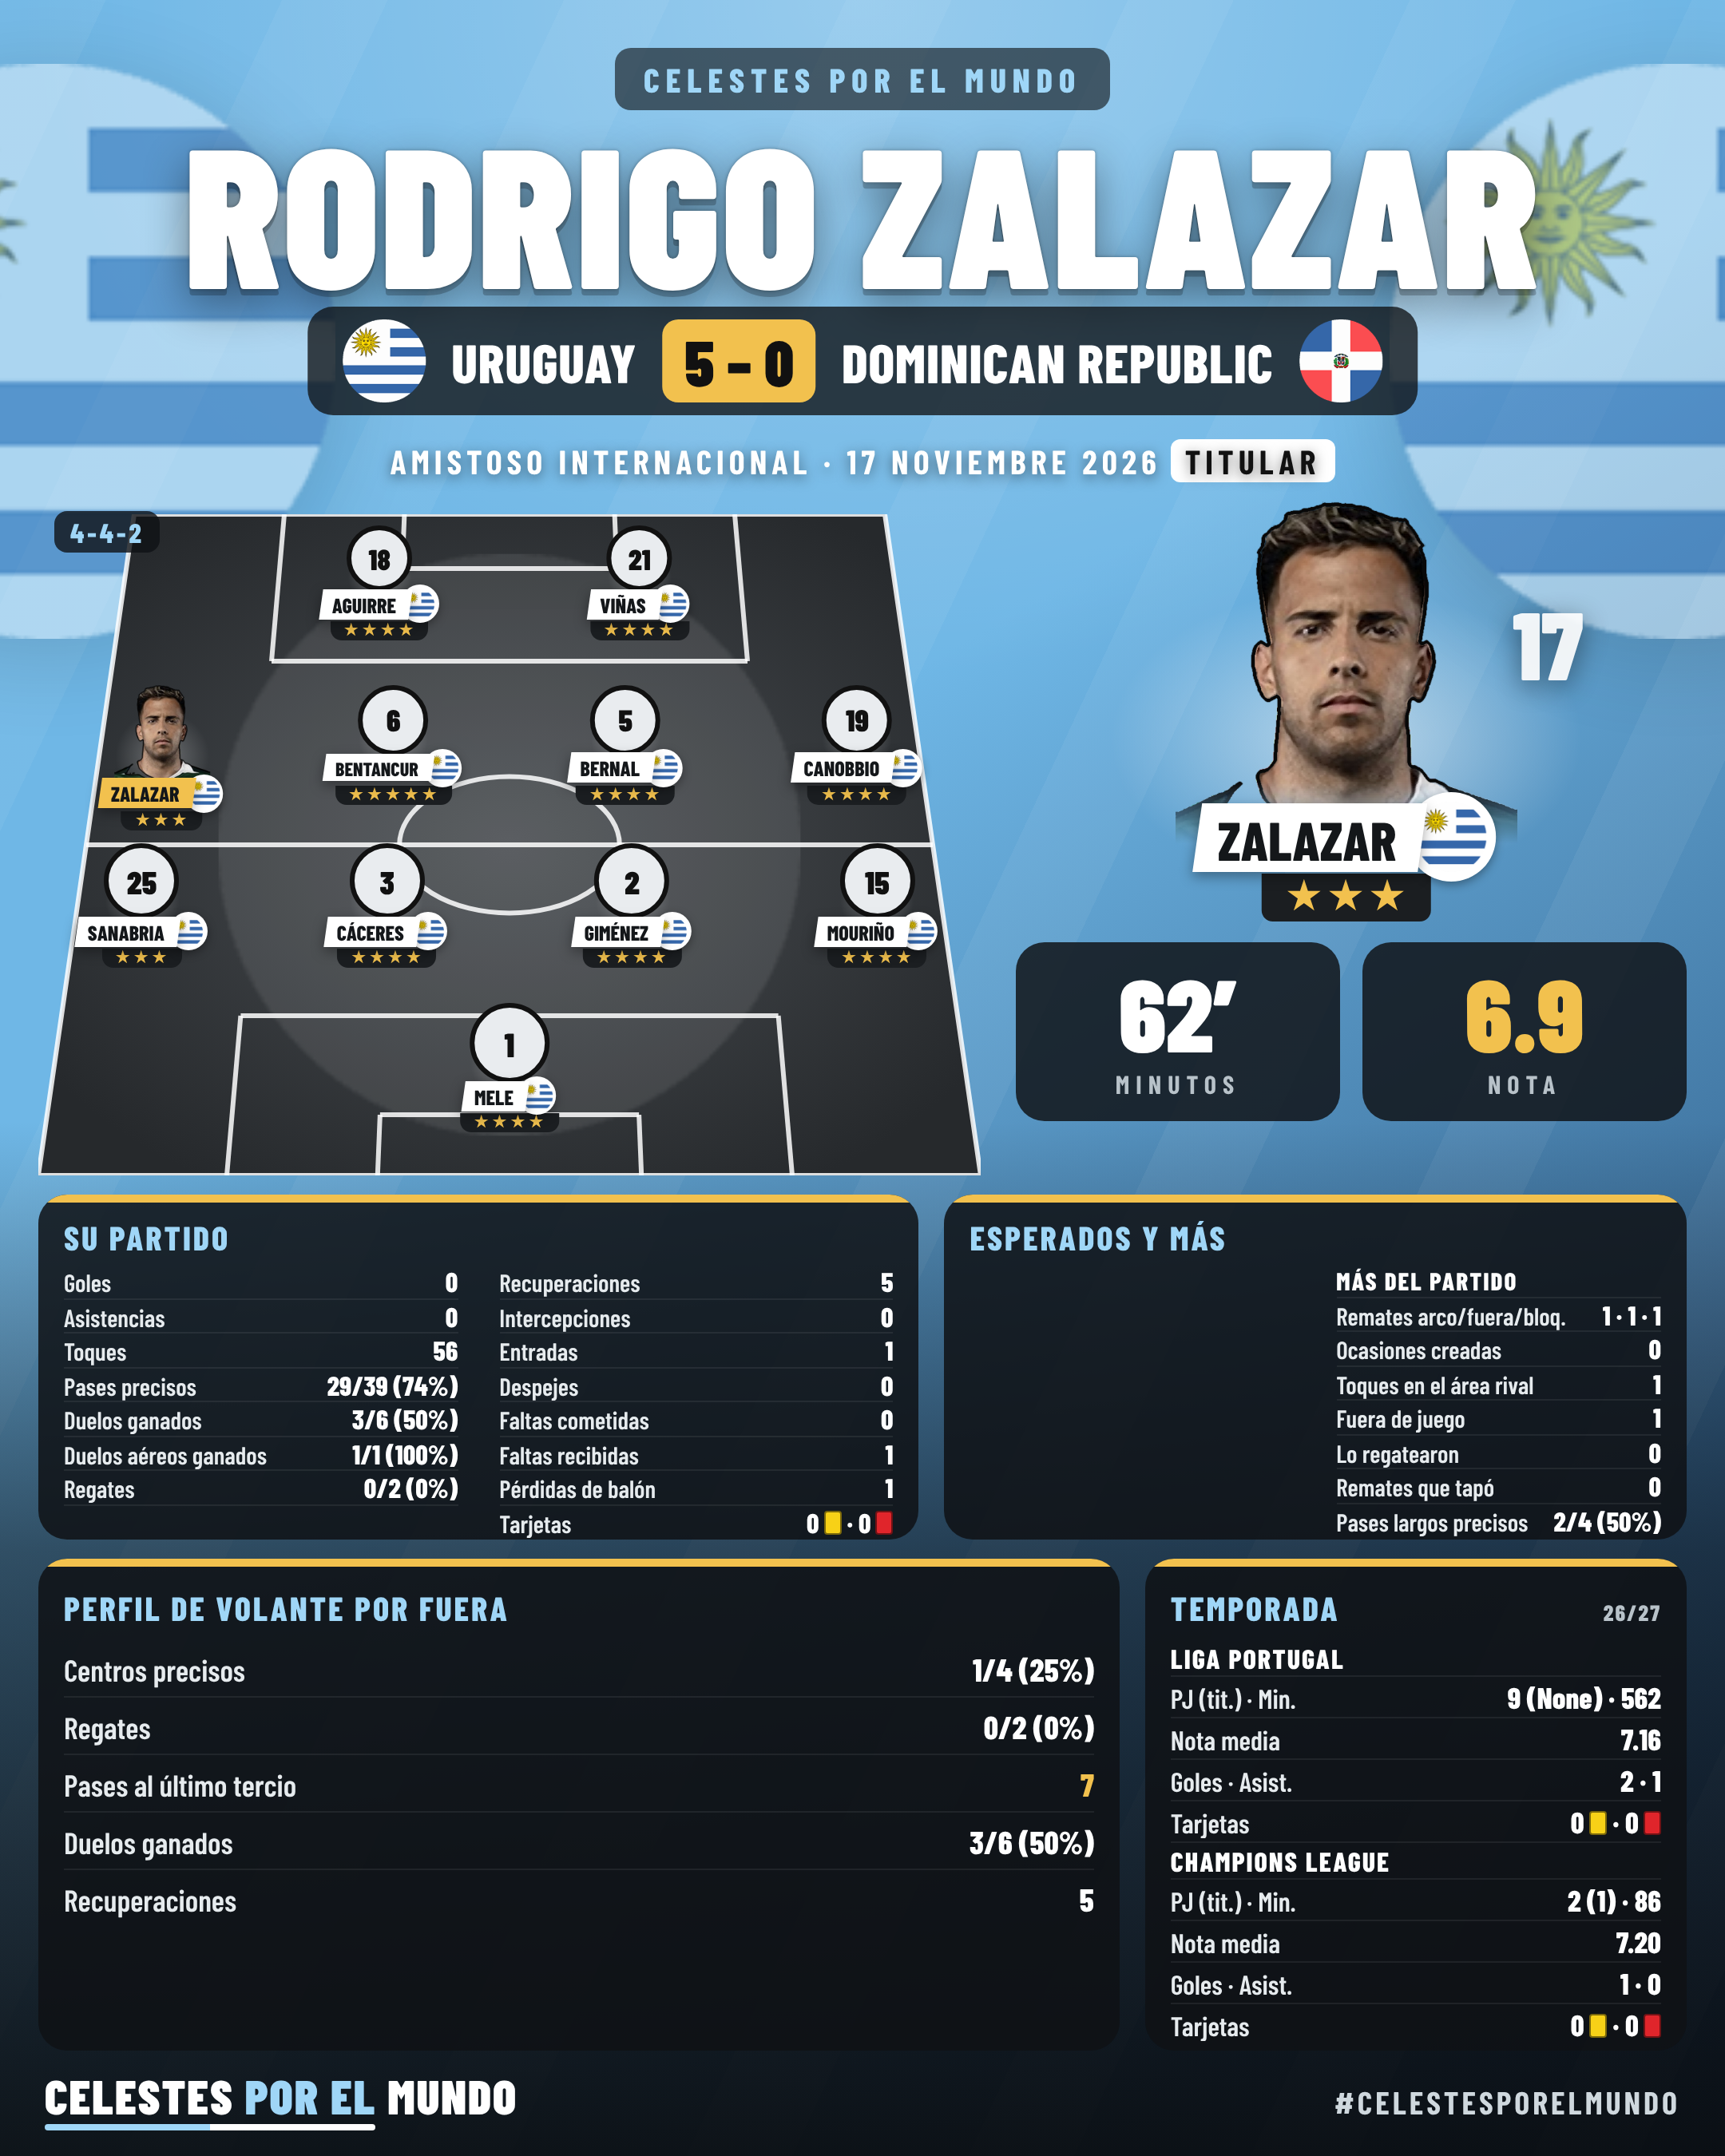 CELESTES POR EL MUNDO
RODRIGO ZALAZAR
URUGUAY 5 – 0 DOMINICAN REPUBLIC
AMISTOSO INTERNACIONAL · 17 NOVIEMBRE 2026 TITULAR
4-4-2
18
AGUIRRE
★★★★
21
VIÑAS
★★★★
ZALAZAR
★★★
6
BENTANCUR
★★★★★
5
BERNAL
★★★★
19
CANOBBIO
★★★★
25
SANABRIA
★★★
3
CÁCERES
★★★★
2
GIMÉNEZ
★★★★
15
MOURIÑO
★★★★
1
MELE
★★★★
17
ZALAZAR
★★★
62′
MINUTOS
6.9
NOTA
SU PARTIDO
Goles 0
Asistencias 0
Toques 56
Pases precisos 29/39 (74%)
Duelos ganados 3/6 (50%)
Duelos aéreos ganados 1/1 (100%)
Regates 0/2 (0%)
Recuperaciones 5
Intercepciones 0
Entradas 1
Despejes 0
Faltas cometidas 0
Faltas recibidas 1
Pérdidas de balón 1
Tarjetas 0 · 0
ESPERADOS Y MÁS
MÁS DEL PARTIDO
Remates arco/fuera/bloq. 1 · 1 · 1
Ocasiones creadas 0
Toques en el área rival 1
Fuera de juego 1
Lo regatearon 0
Remates que tapó 0
Pases largos precisos 2/4 (50%)
PERFIL DE VOLANTE POR FUERA
Centros precisos 1/4 (25%)
Regates 0/2 (0%)
Pases al último tercio 7
Duelos ganados 3/6 (50%)
Recuperaciones 5
TEMPORADA 26/27
LIGA PORTUGAL
PJ (tit.) · Min. 9 (None) · 562
Nota media 7.16
Goles · Asist. 2 · 1
Tarjetas 0 · 0
CHAMPIONS LEAGUE
PJ (tit.) · Min. 2 (1) · 86
Nota media 7.20
Goles · Asist. 1 · 0
Tarjetas 0 · 0
CELESTES POR EL MUNDO
#CELESTESPORELMUNDO